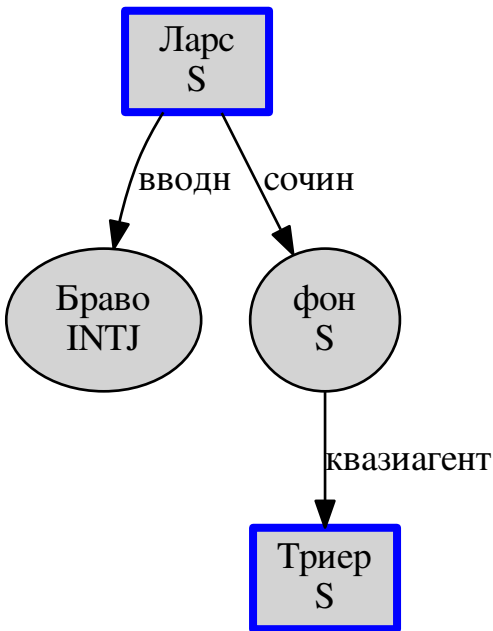 Ларс
S
вводн
сочин
Браво
INTJ
фон
S
квазиагент
Триер
S